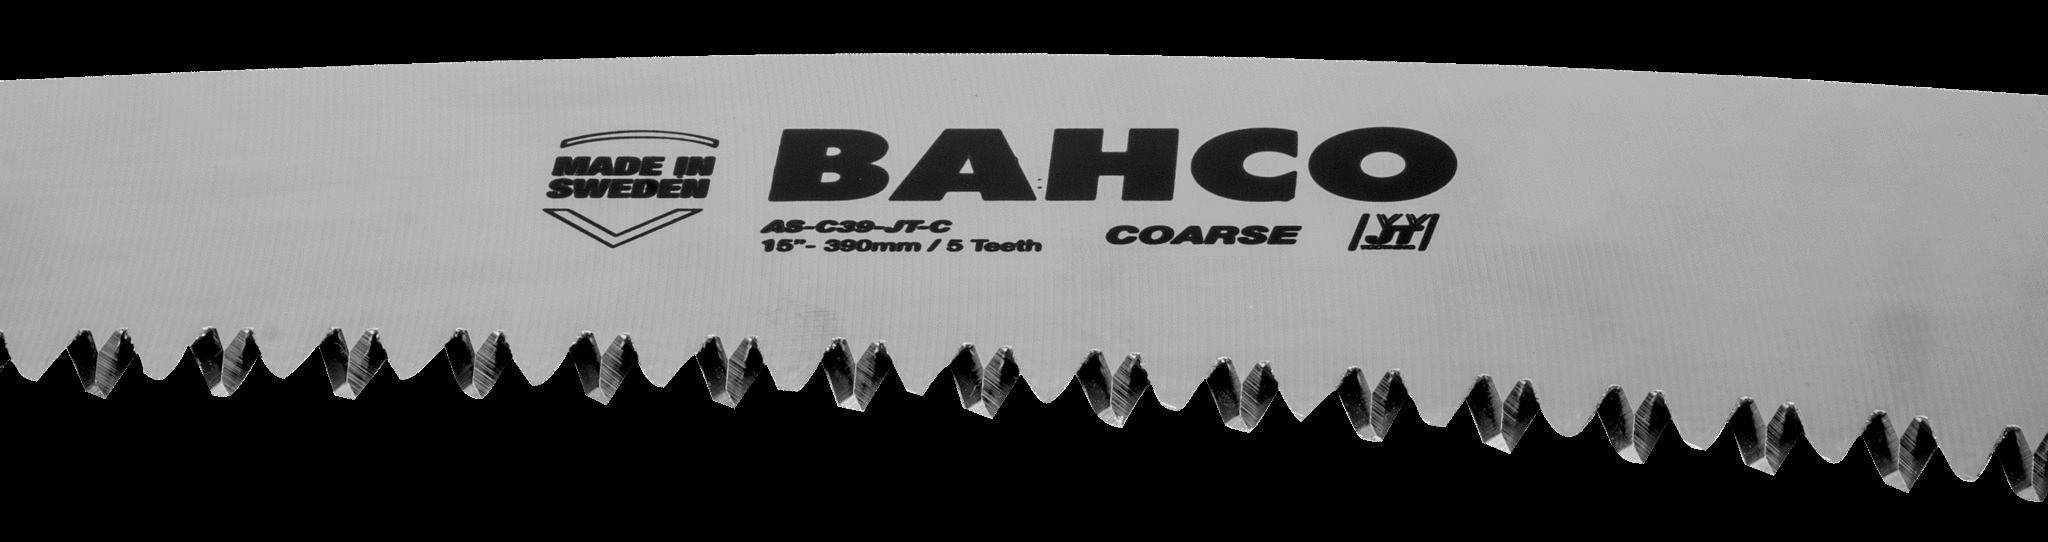 MADE IN
SWEDEN
BAHCO
AS-C39-JT-C
15"- 390mm / 5 Teeth
COARSE
JT